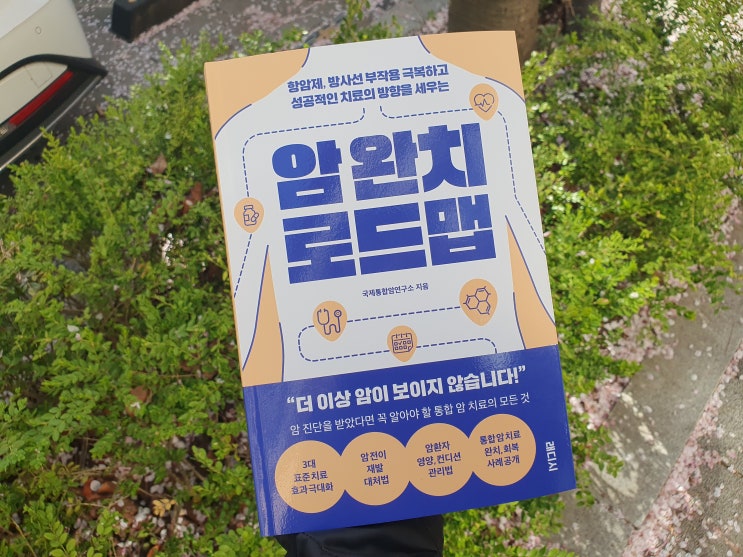 항암제, 방사선 부작용 극복하고
성공적인 치료의 방향을 세우는
암 완치
로드맵
국제통합암연구소 지음
“더 이상 암이 보이지 않습니다!”
암 진단을 받았다면 꼭 알아야 할 통합 암 치료의 모든 것
3대
표준치료
효과 극대화
암 전이
재발
대처법
암환자
영양, 컨디션
관리법
통합 암 치료
완치, 회복
사례 공개
래디시